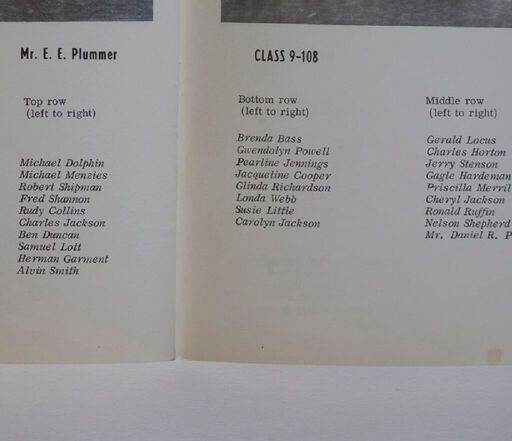 Mr. E. E. Plummer
Top row
(left to right)
Michael Dolphin
Michael Menzies
Robert Shipman
Fred Shannon
Rudy Collins
Charles Jackson
Ben Duncan
Samuel Loit
Herman Garment
Alvin Smith
CLASS 9-108
Bottom row
(left to right)
Brenda Bass
Gwendolyn Powell
Pearline Jennings
Jacqueline Cooper
Glinda Richardson
Londa Webb
Susie Little
Carolyn Jackson
Middle row
(left to right)
Gerald Locus
Charles Horton
Jerry Stenson
Gagle Hardeman
Priscilla Merril
Cheryl Jackson
Ronald Ruffin
Nelson Shepherd
Mr. Daniel R. P